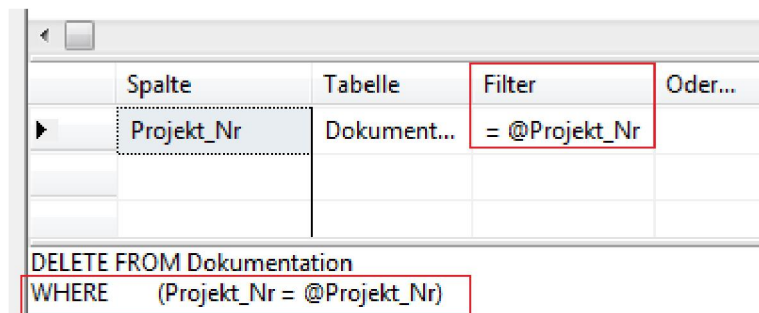 Spalte Tabelle Filter Oder...
Projekt_Nr Dokument... = @Projekt_Nr
DELETE FROM Dokumentation
WHERE (Projekt_Nr = @Projekt_Nr)